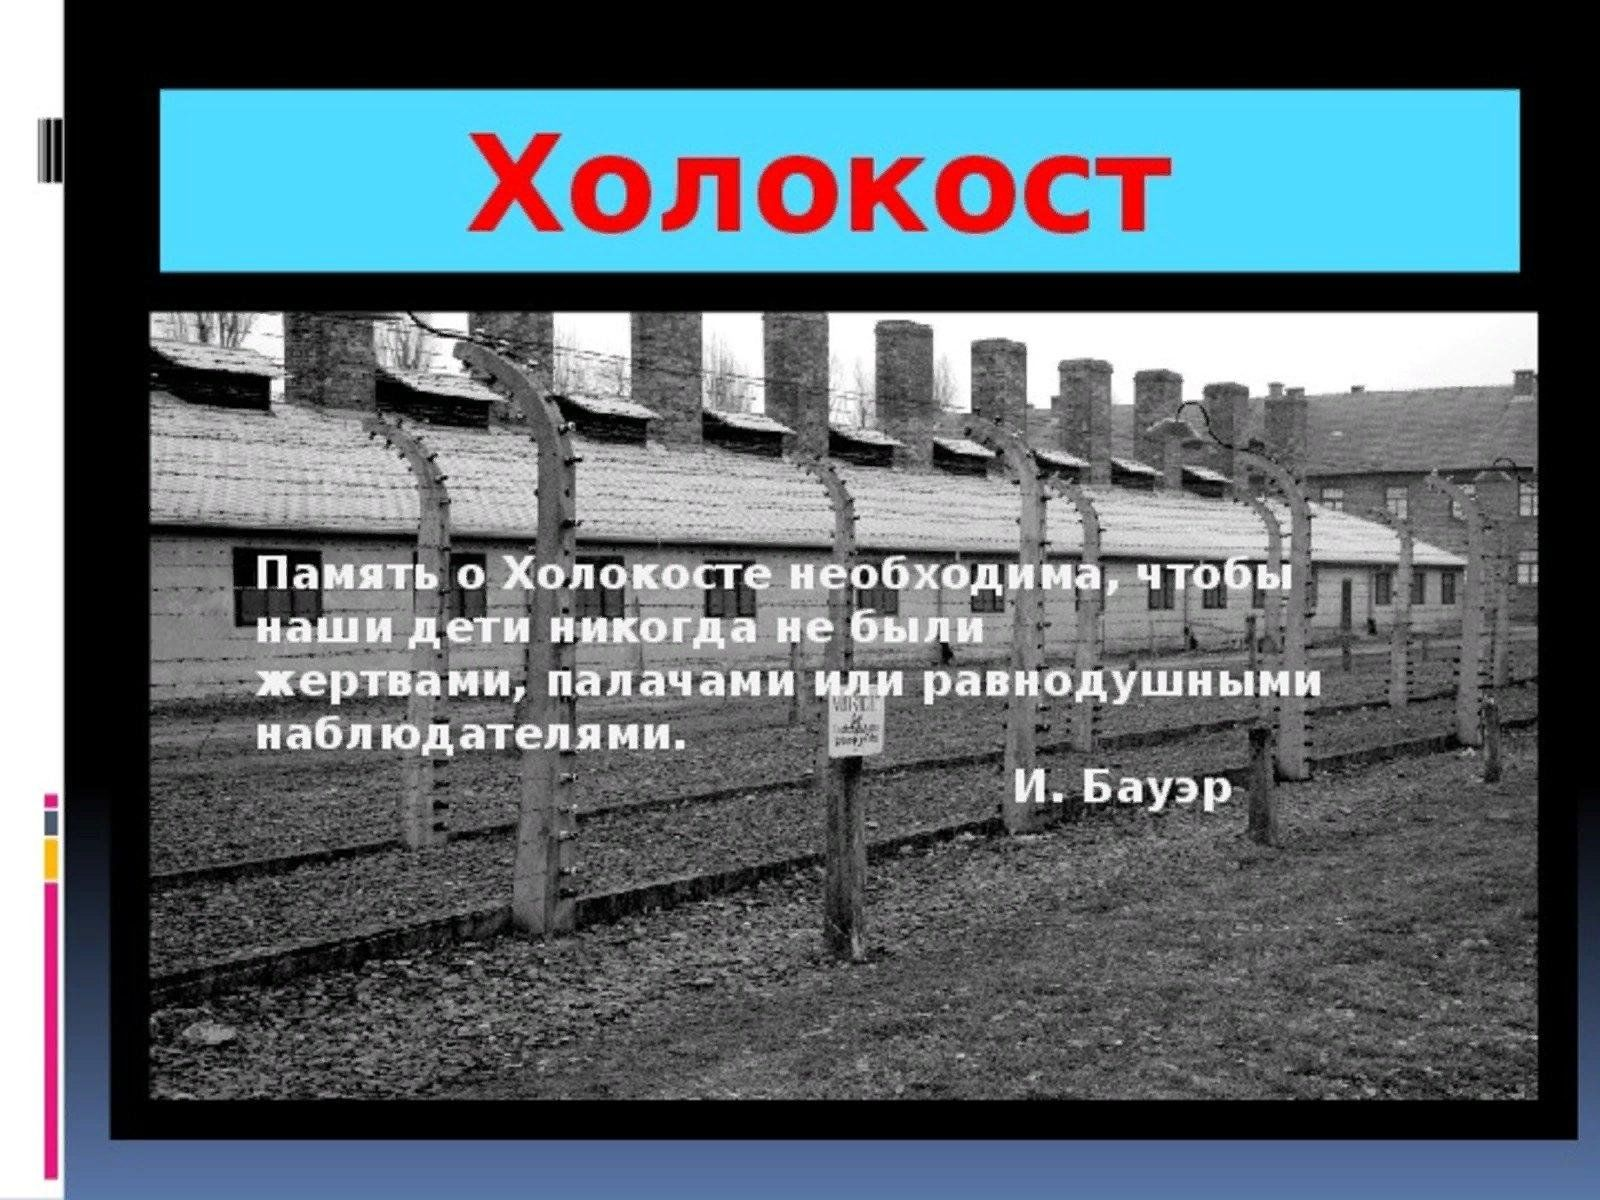 Холокост
Память о Холокосте необходима, чтобы
наши дети никогда не были
жертвами, палачами или равнодушными
наблюдателями.
И. Бауэр